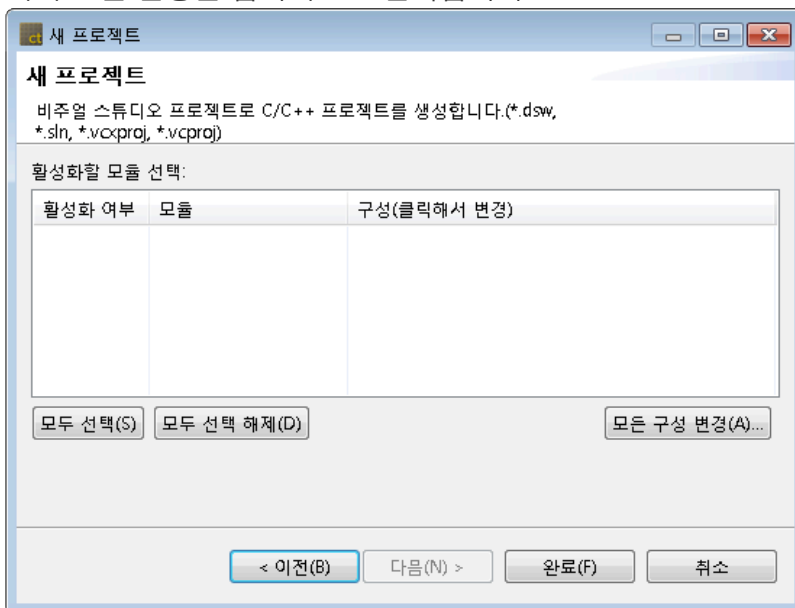 새 프로젝트
새 프로젝트
비주얼 스튜디오 프로젝트로 C/C++ 프로젝트를 생성합니다.(*.dsw,
*.sln, *.vcxproj, *.vcproj)
활성화할 모듈 선택:
활성화 여부 모듈 구성(클릭해서 변경)
모두 선택(S) 모두 선택 해제(D) 모든 구성 변경(A)...
< 이전(B) 다음(N) > 완료(F) 취소